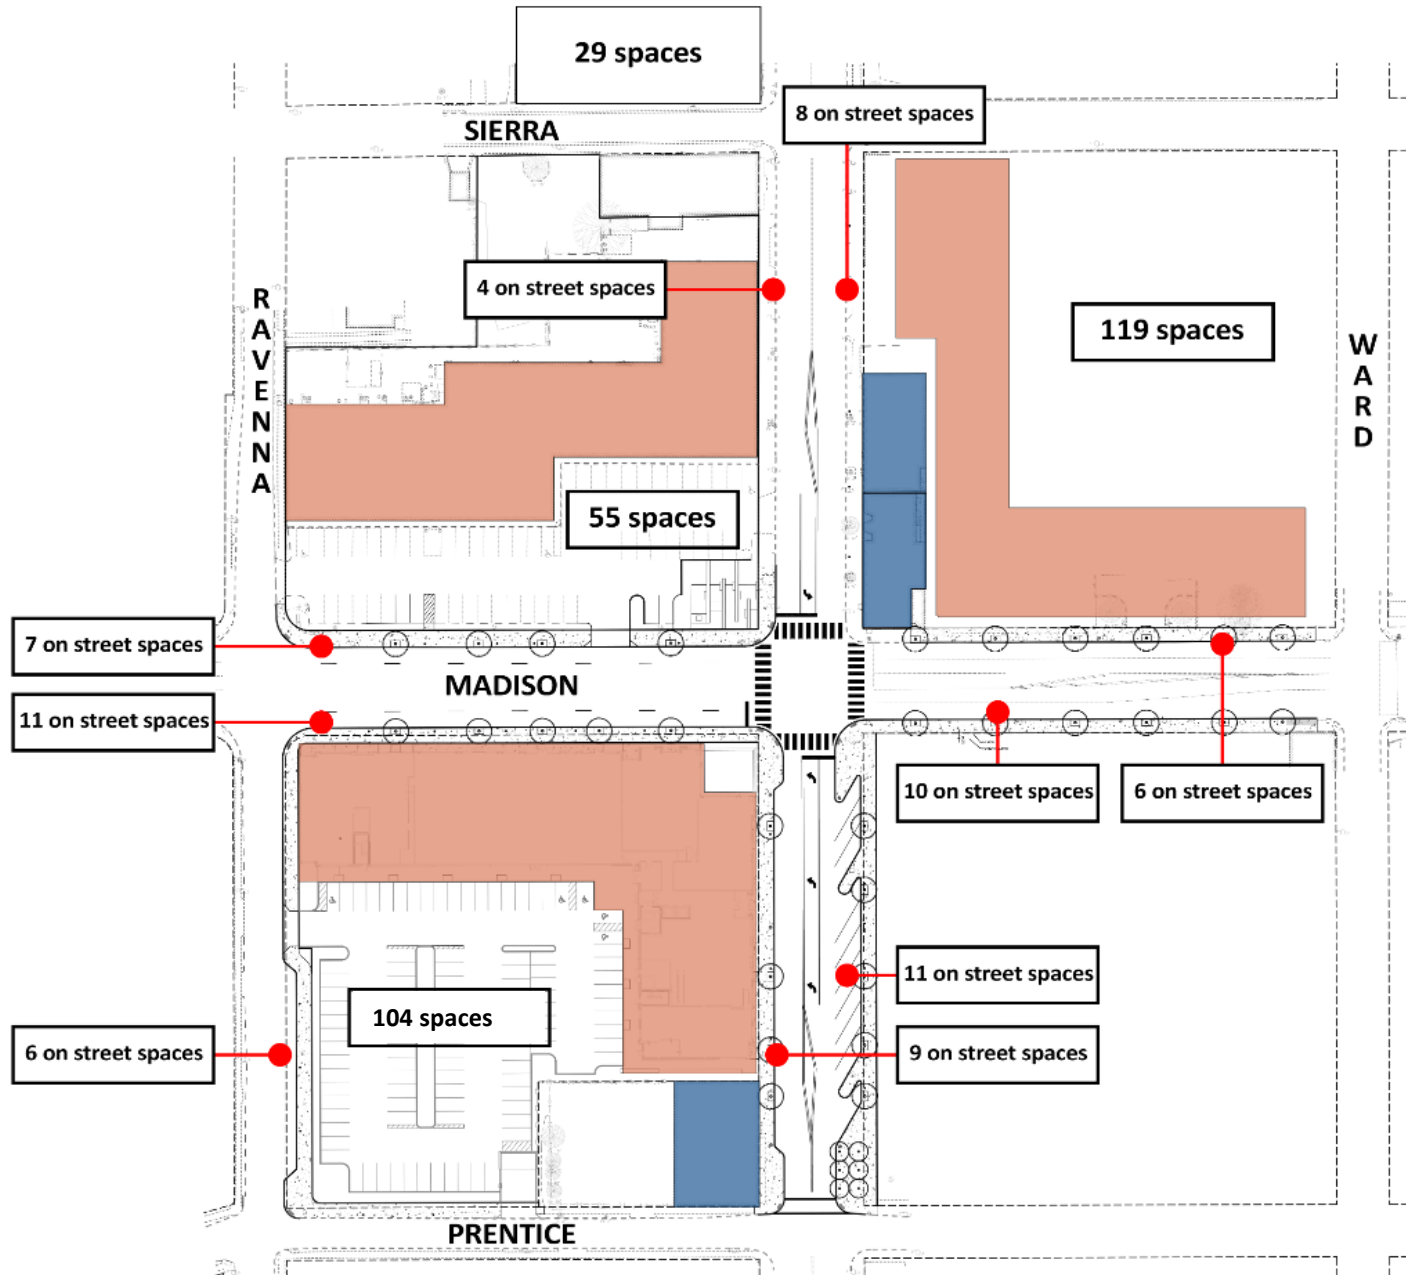 29 spaces
8 on street spaces
SIERRA
4 on street spaces
RAVENNA
119 spaces
WARD
55 spaces
7 on street spaces
MADISON
11 on street spaces
10 on street spaces
6 on street spaces
11 on street spaces
104 spaces
6 on street spaces
9 on street spaces
PRENTICE